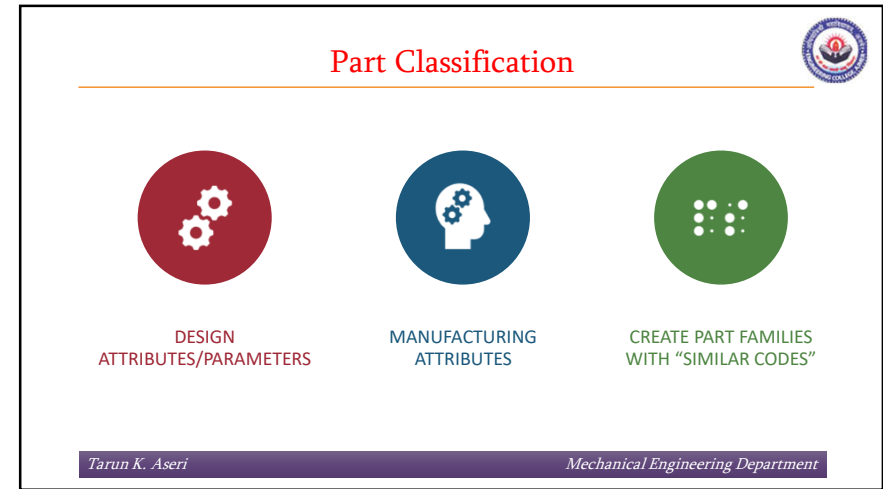 Part Classification
DESIGN
ATTRIBUTES/PARAMETERS
MANUFACTURING
ATTRIBUTES
CREATE PART FAMILIES
WITH “SIMILAR CODES”
Tarun K. Aseri
Mechanical Engineering Department